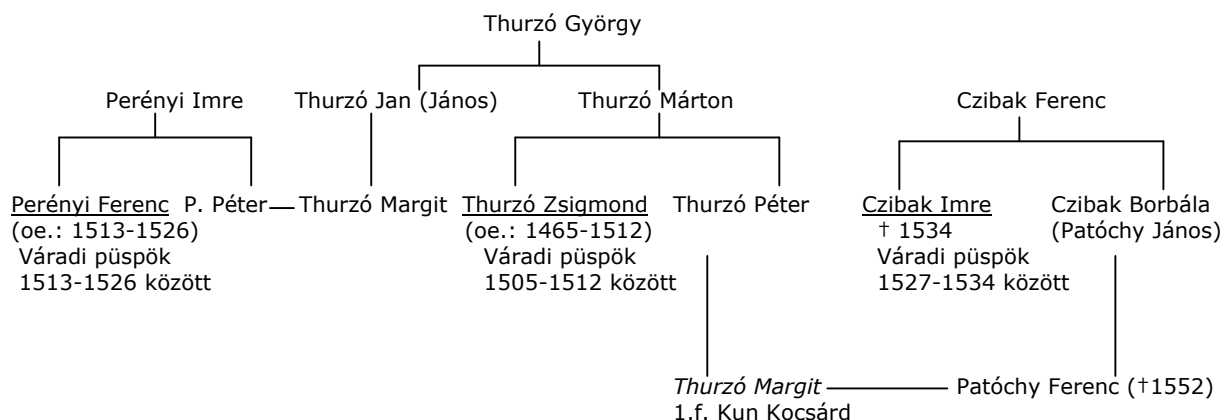 Thurzó György
Perényi Imre
Thurzó Jan (János)
Thurzó Márton
Czibak Ferenc
Perényi Ferenc
(oe.: 1513-1526)
Váradi püspök
1513-1526 között
P. Péter
Thurzó Margit
Thurzó Zsigmond
(oe.: 1465-1512)
Váradi püspök
1505-1512 között
Thurzó Péter
Czibak Imre
† 1534
Váradi püspök
1527-1534 között
Czibak Borbála
(Patóchy János)
Thurzó Margit
1.f. Kun Kocsárd
Patóchy Ferenc (†1552)